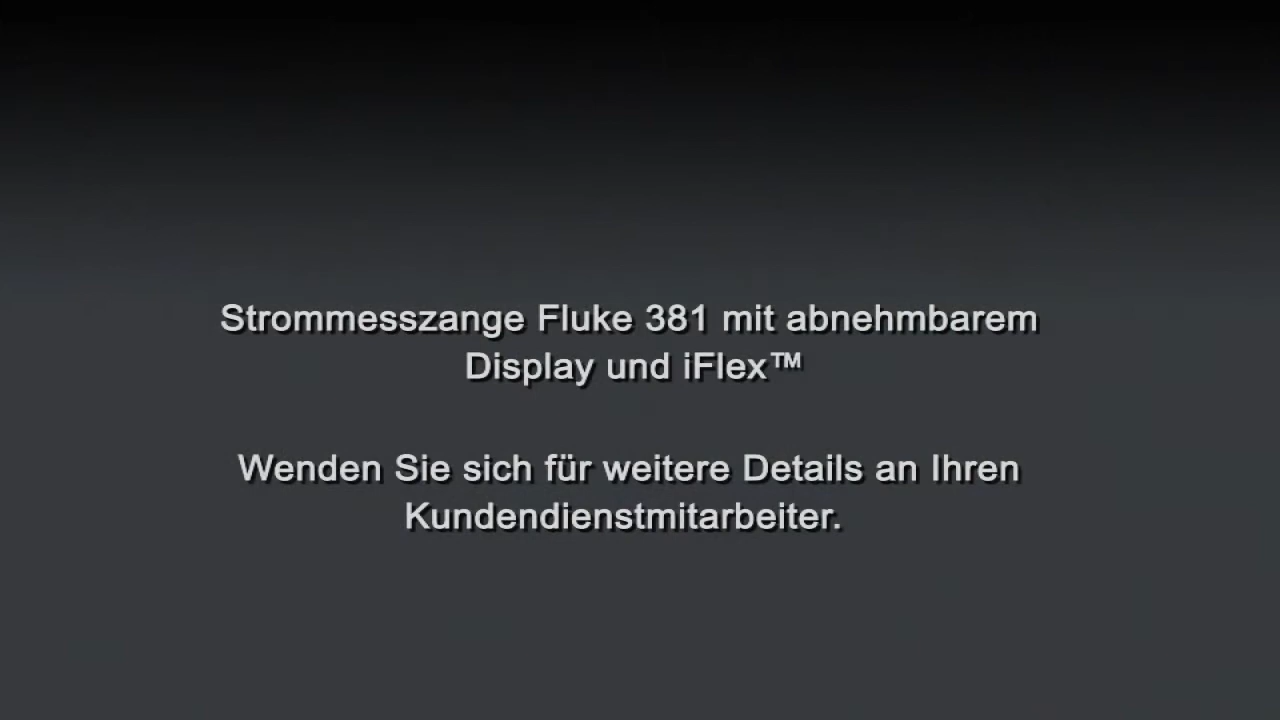 Strommesszange Fluke 381 mit abnehmbarem
Display und iFlex™
Wenden Sie sich für weitere Details an Ihren
Kundendienstmitarbeiter.